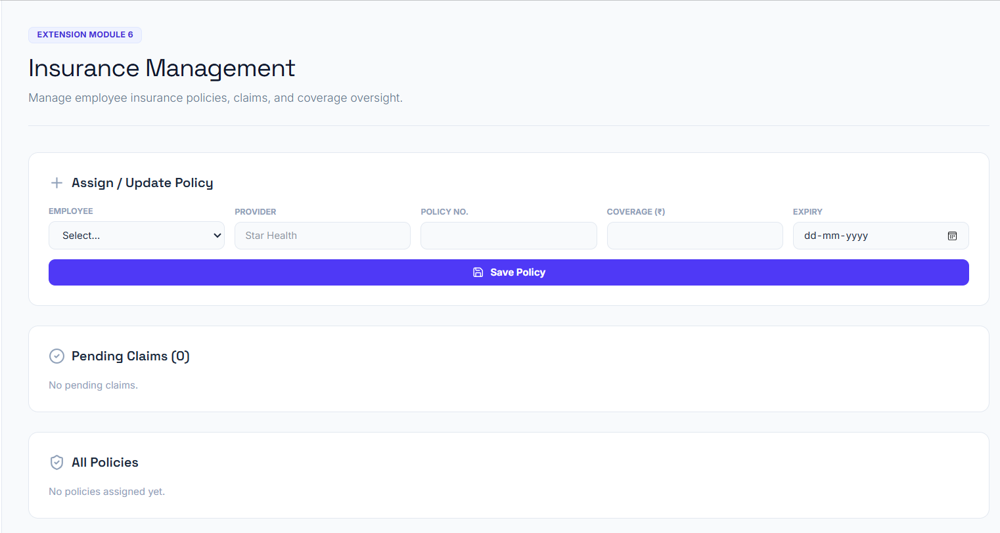 EXTENSION MODULE 6
Insurance Management
Manage employee insurance policies, claims, and coverage oversight.
Assign / Update Policy
EMPLOYEE PROVIDER POLICY NO. COVERAGE (₹) EXPIRY
Select... Star Health dd-mm-yyyy
Save Policy
Pending Claims (0)
No pending claims.
All Policies
No policies assigned yet.